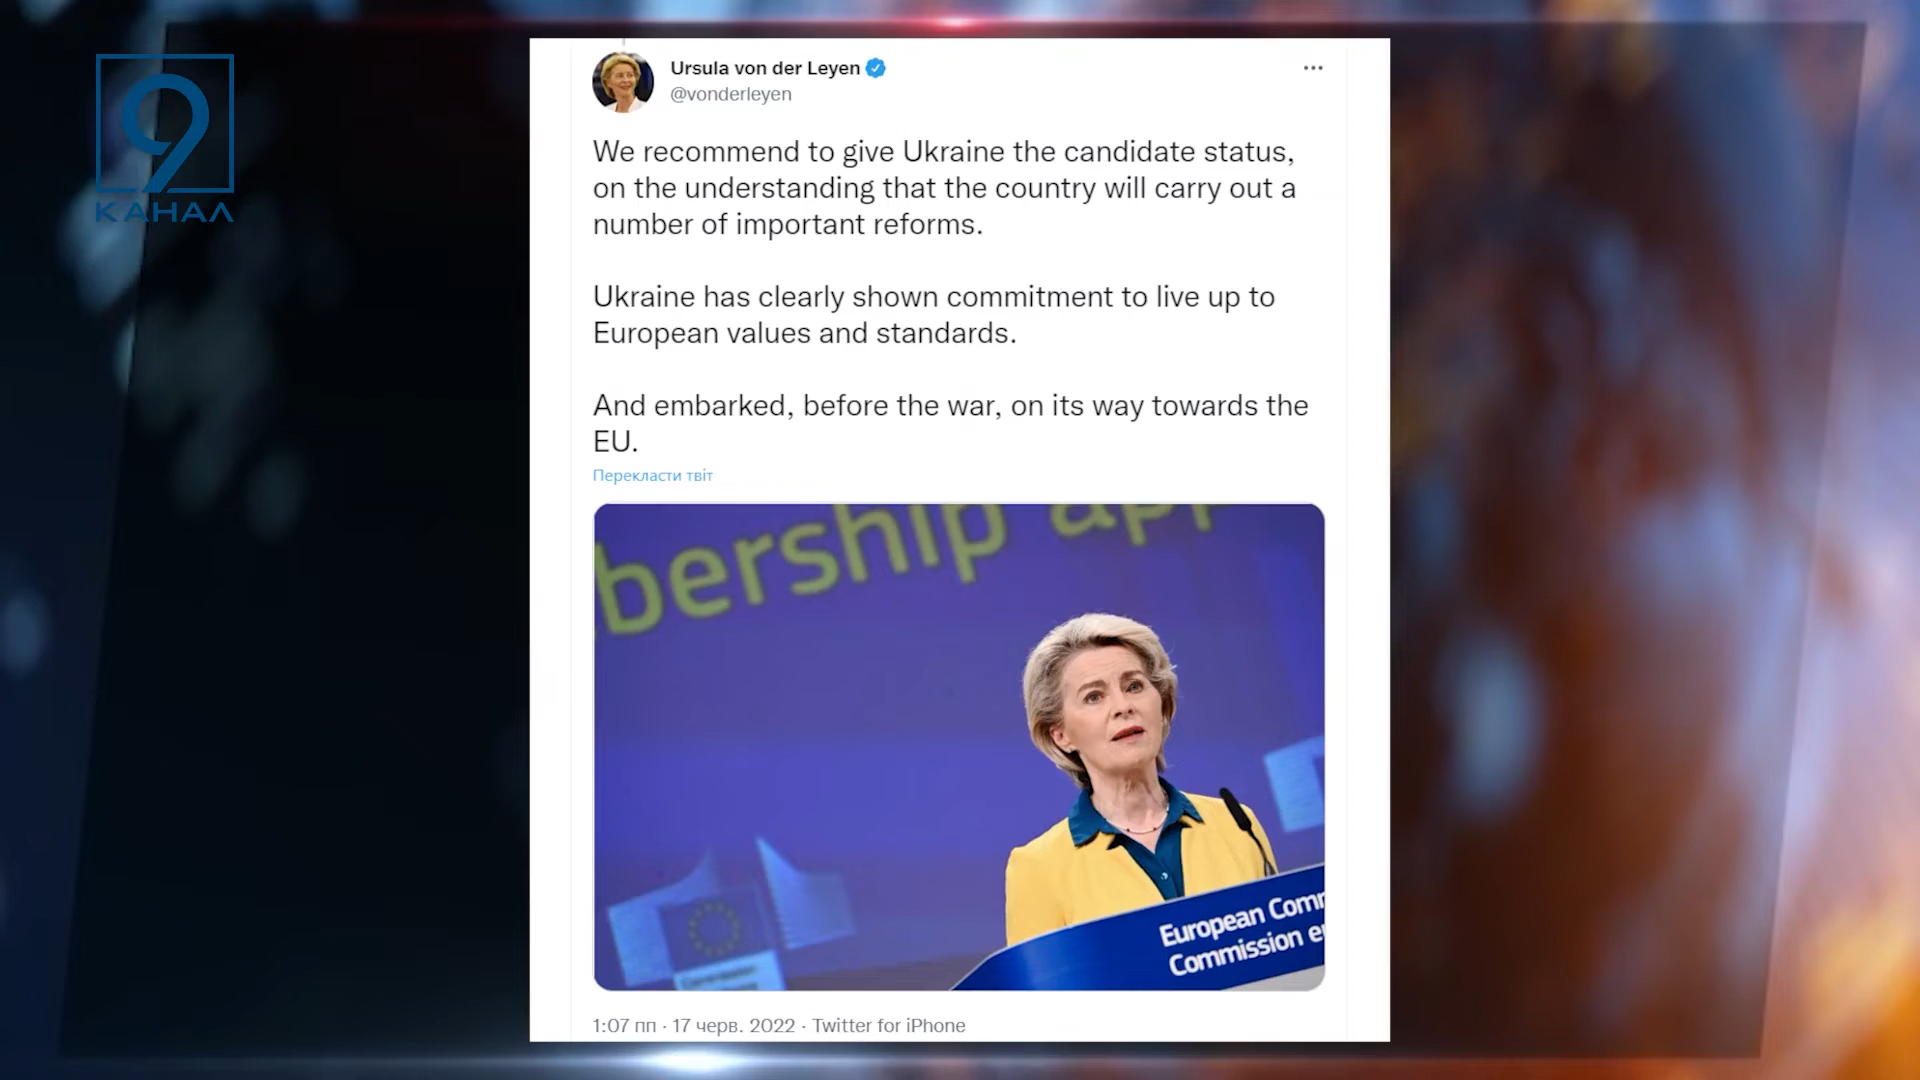 9
КАНАЛ
Ursula von der Leyen
@vonderleyen
We recommend to give Ukraine the candidate status,
on the understanding that the country will carry out a
number of important reforms.
Ukraine has clearly shown commitment to live up to
European values and standards.
And embarked, before the war, on its way towards the
EU.
Перекласти твіт
bership app
European Comm
Commission eu
1:07 пп · 17 черв. 2022 · Twitter for iPhone